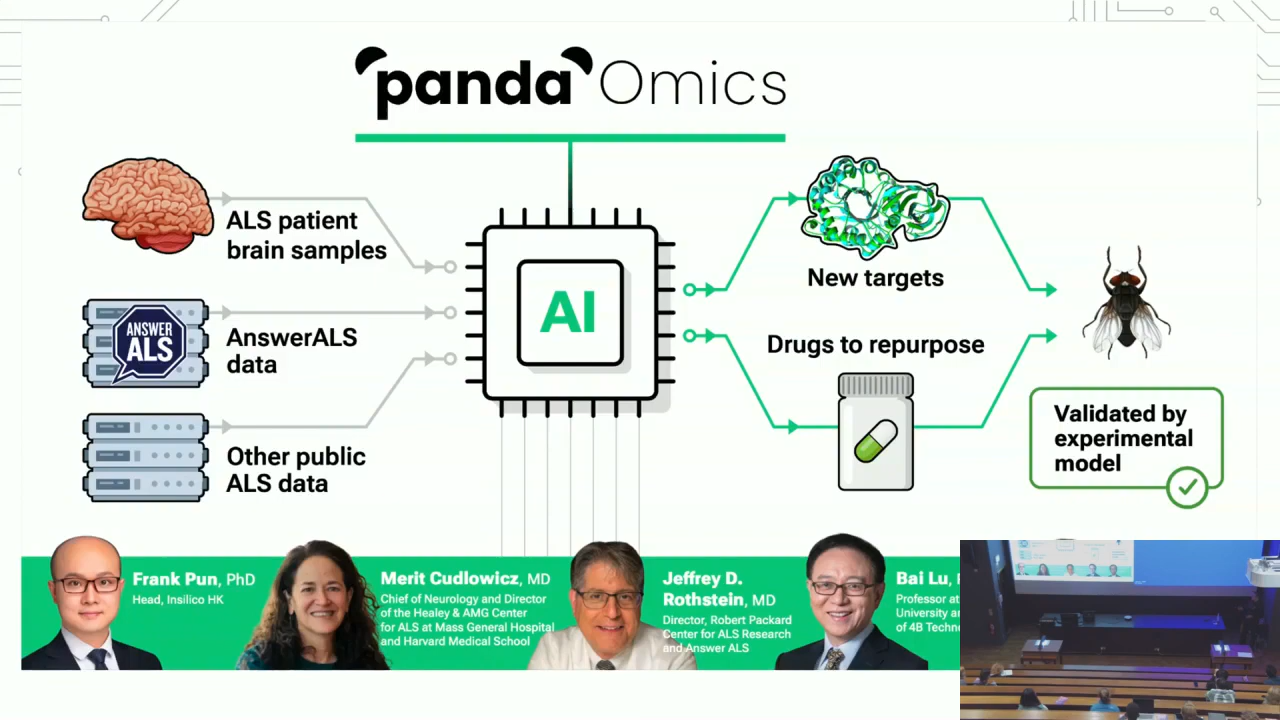 panda Omics
ALS patient
brain samples
ANSWER
ALS
AnswerALS
data
Other public
ALS data
AI
New targets
Drugs to repurpose
Validated by
experimental
model
Frank Pun, PhD
Head, Insilico HK
Merit Cudlowicz, MD
Chief of Neurology and Director
of the Healey & AMG Center
for ALS at Mass General Hospital
and Harvard Medical School
Jeffrey D.
Rothstein, MD
Director, Robert Packard
Center for ALS Research
and Answer ALS
Bai Lu,
Professor at
University an
of 4B Techn